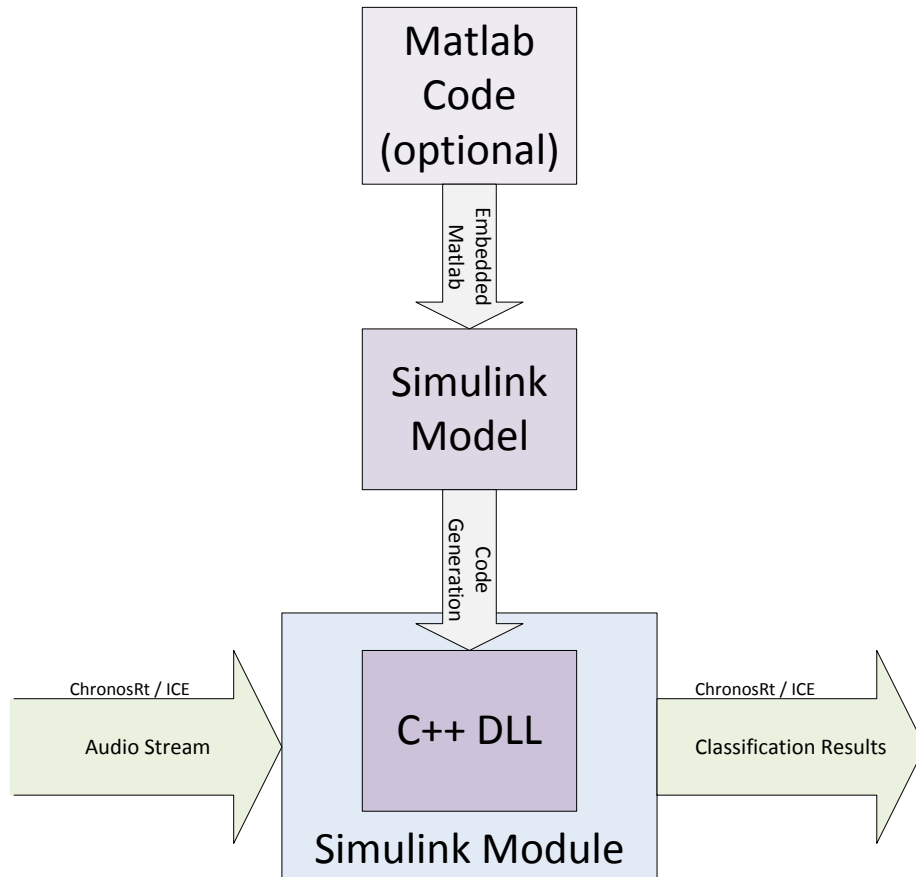 Matlab
Code
(optional)
Embedded
Matlab
Simulink
Model
Code
Generation
ChronosRt / ICE
Audio Stream
C++ DLL
ChronosRt / ICE
Classification Results
Simulink Module